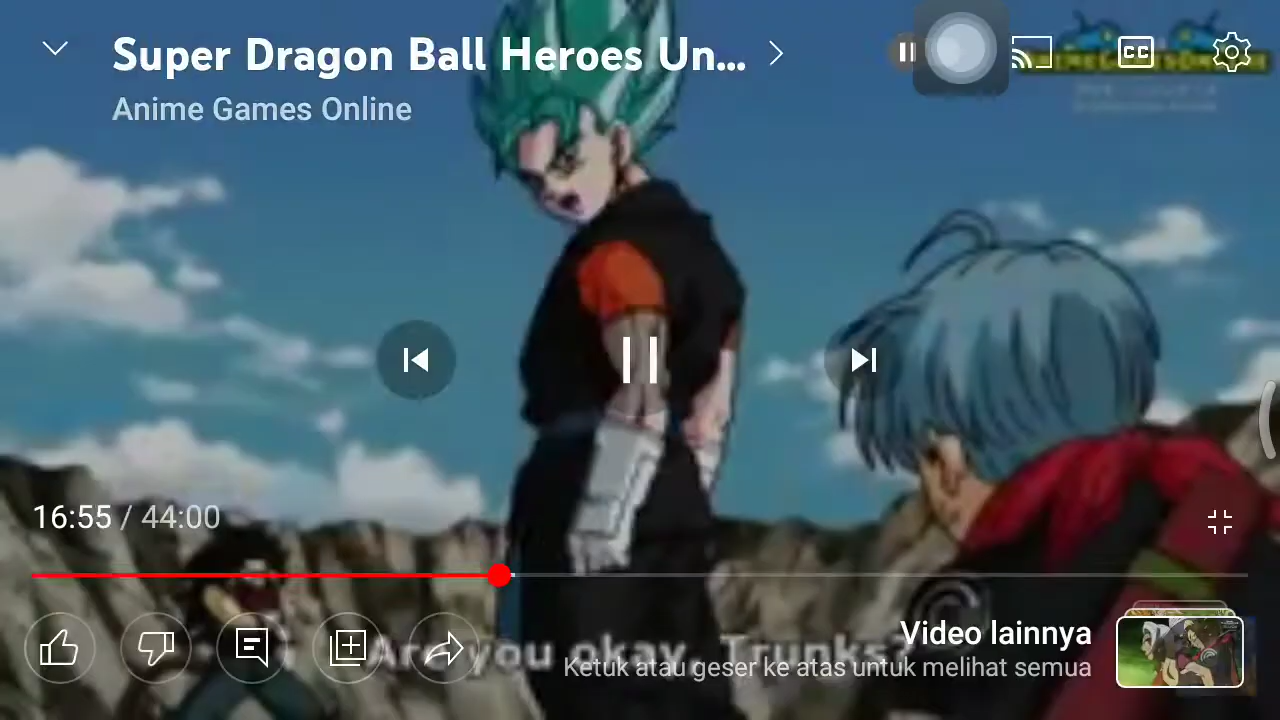 Super Dragon Ball Heroes Un...
CC
Anime Games Online
16:55 / 44:00
Are you okay, Trunks?
Video lainnya
Ketuk atau geser ke atas untuk melihat semua